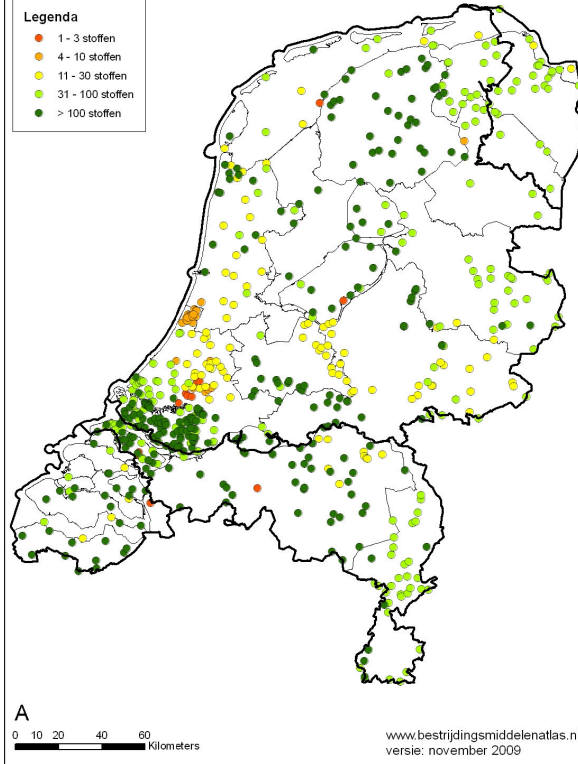 Legenda
1 - 3 stoffen
4 - 10 stoffen
11 - 30 stoffen
31 - 100 stoffen
> 100 stoffen
A
0 10 20 40 60
Kilometers
www.bestrijdingsmiddelenatlas.n
versie: november 2009